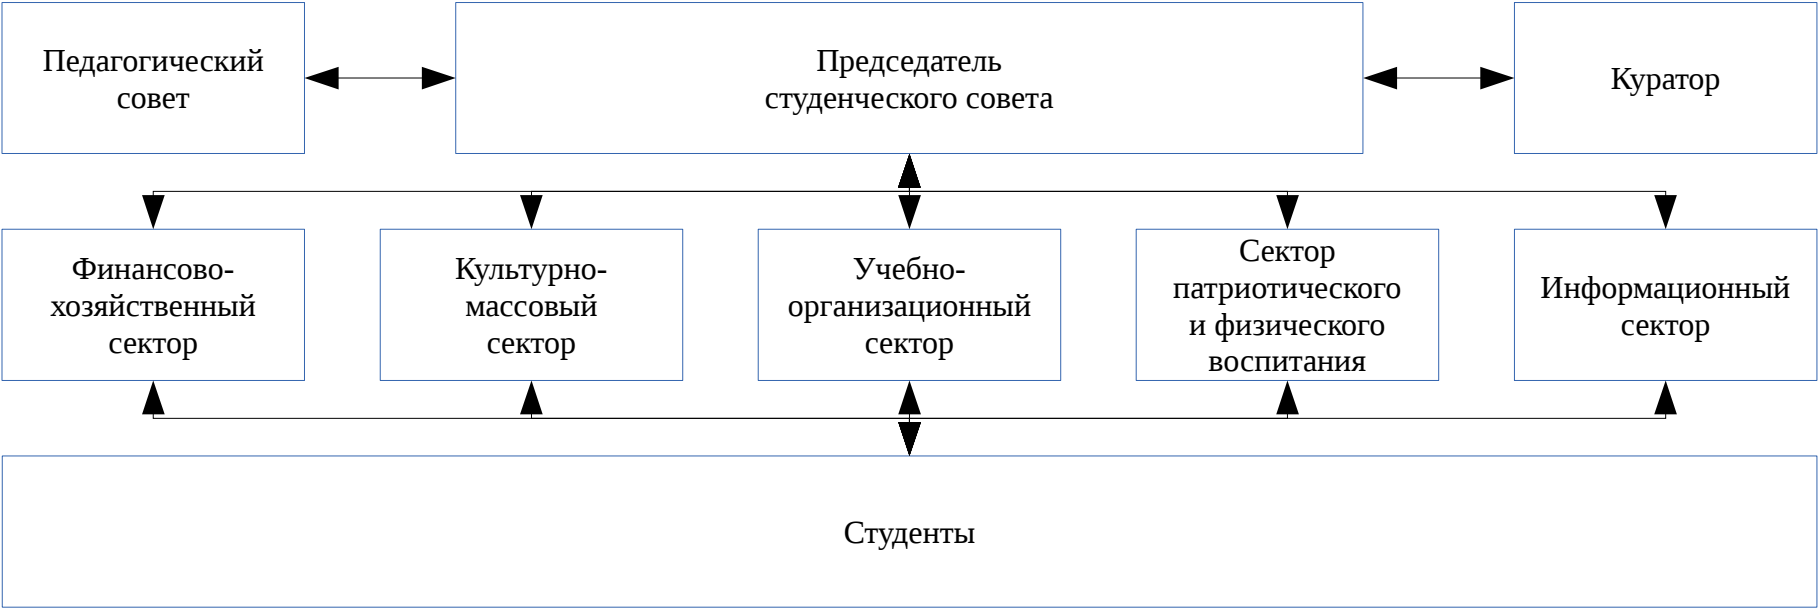 Педагогический
совет
Председатель
студенческого совета
Куратор
Финансово-
хозяйственный
сектор
Культурно-
массовый
сектор
Учебно-
организационный
сектор
Сектор
патриотического
и физического
воспитания
Информационный
сектор
Студенты